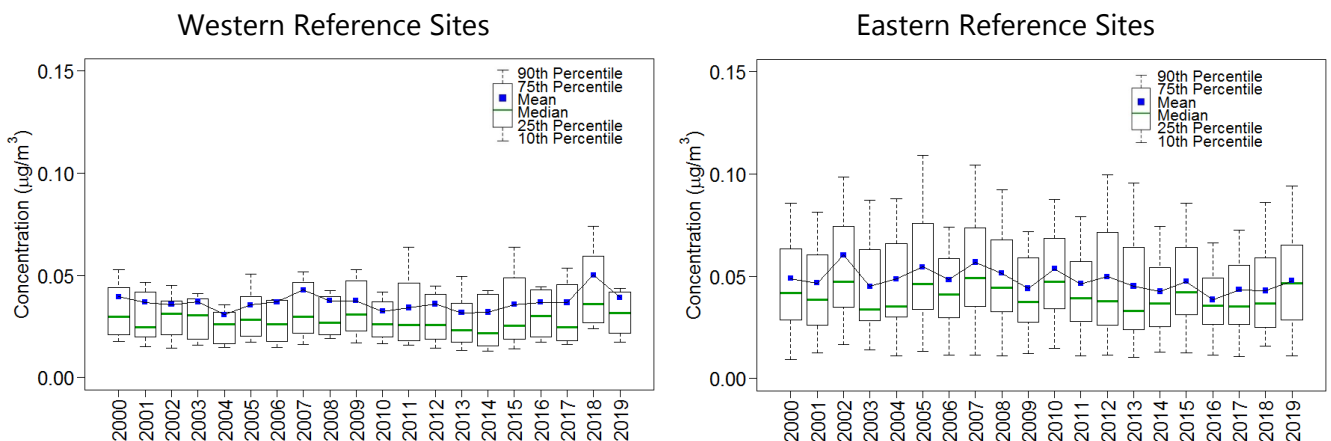 Western Reference Sites
0.15
0.10
0.05
0.00
Concentration (µg/m³)
90th Percentile
75th Percentile
Mean
Median
25th Percentile
10th Percentile
2000 2001 2002 2003 2004 2005 2006 2007 2008 2009 2010 2011 2012 2013 2014 2015 2016 2017 2018 2019
Eastern Reference Sites
0.15
0.10
0.05
0.00
Concentration (µg/m³)
90th Percentile
75th Percentile
Mean
Median
25th Percentile
10th Percentile
2000 2001 2002 2003 2004 2005 2006 2007 2008 2009 2010 2011 2012 2013 2014 2015 2016 2017 2018 2019